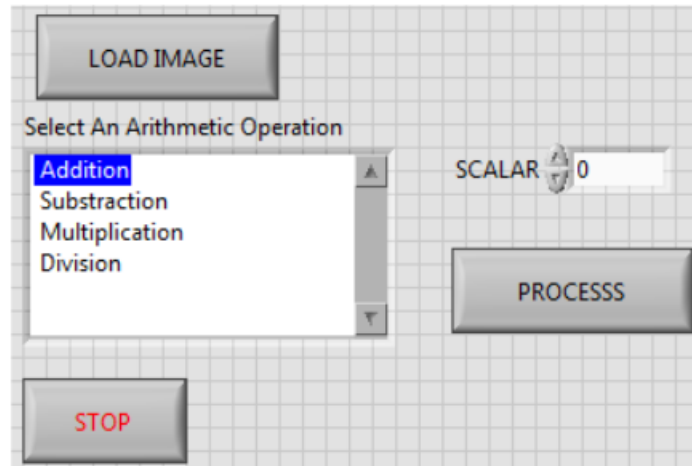 LOAD IMAGE
Select An Arithmetic Operation
Addition
Substraction
Multiplication
Division
SCALAR 0
PROCESSS
STOP